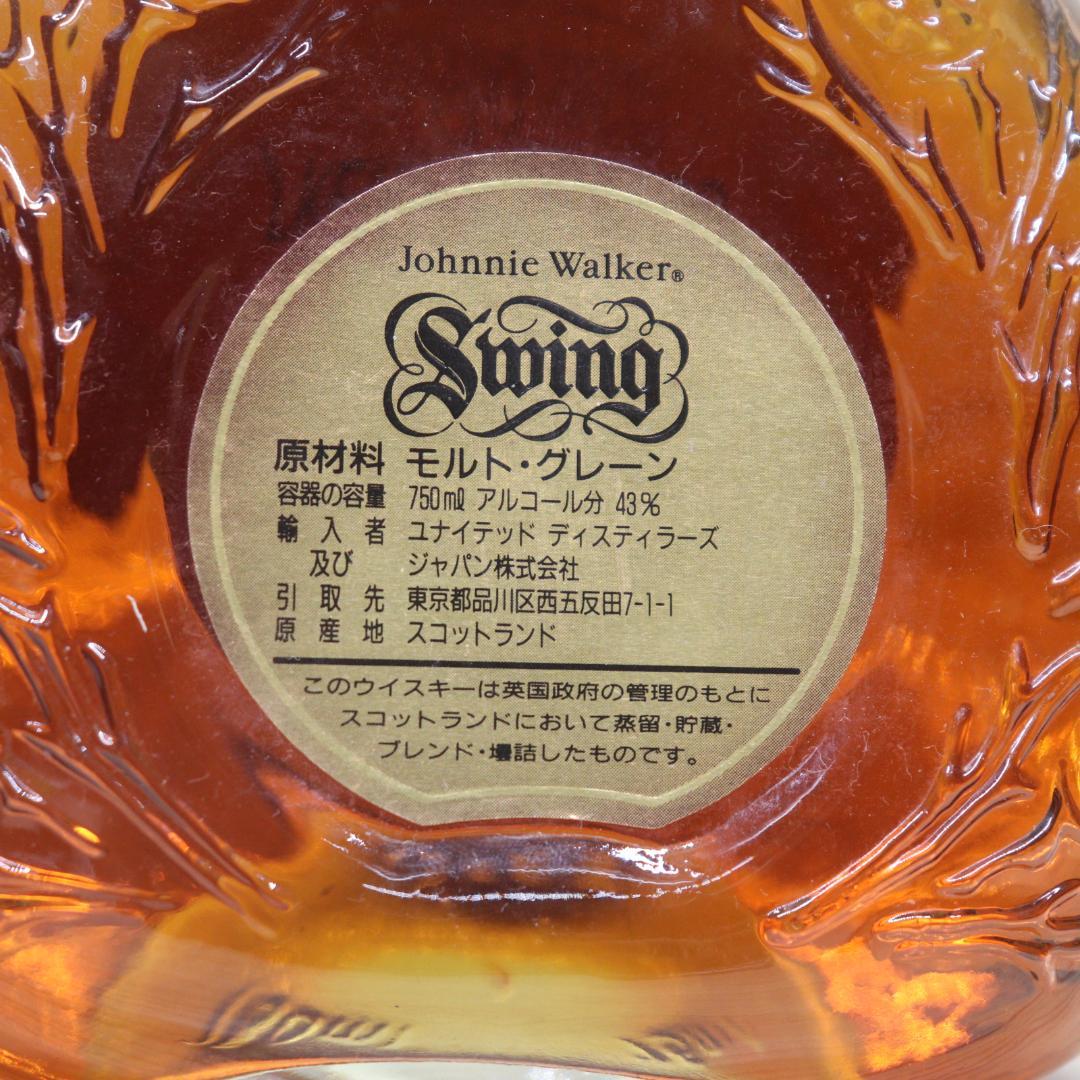 Johnnie Walker®
Swing
原材料 モルト・グレーン
容器の容量 750mℓ アルコール分 43%
輸入者 ユナイテッド ディスティラーズ
及び ジャパン株式会社
引取先 東京都品川区西五反田7-1-1
原産地 スコットランド
このウイスキーは英国政府の管理のもとに
スコットランドにおいて蒸留・貯蔵・
ブレンド・壜詰したものです。